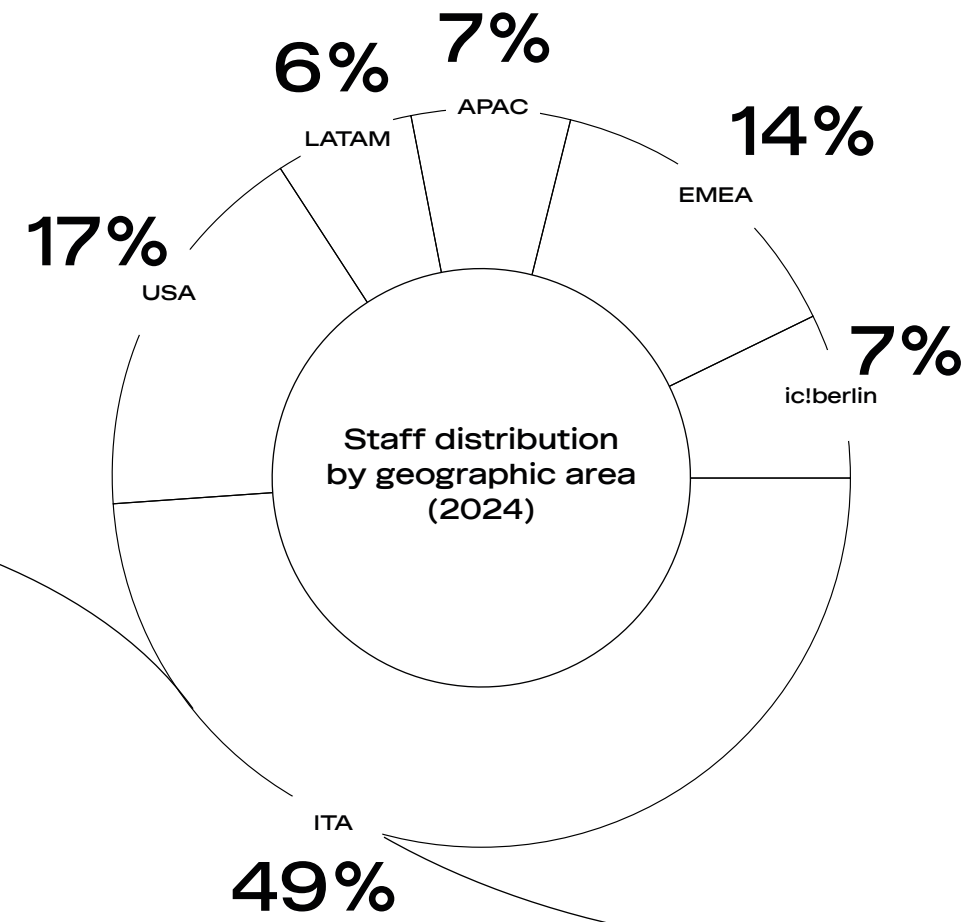 7%
APAC
6%
LATAM
14%
EMEA
17%
USA
7%
ic!berlin
Staff distribution
by geographic area
(2024)
ITA
49%